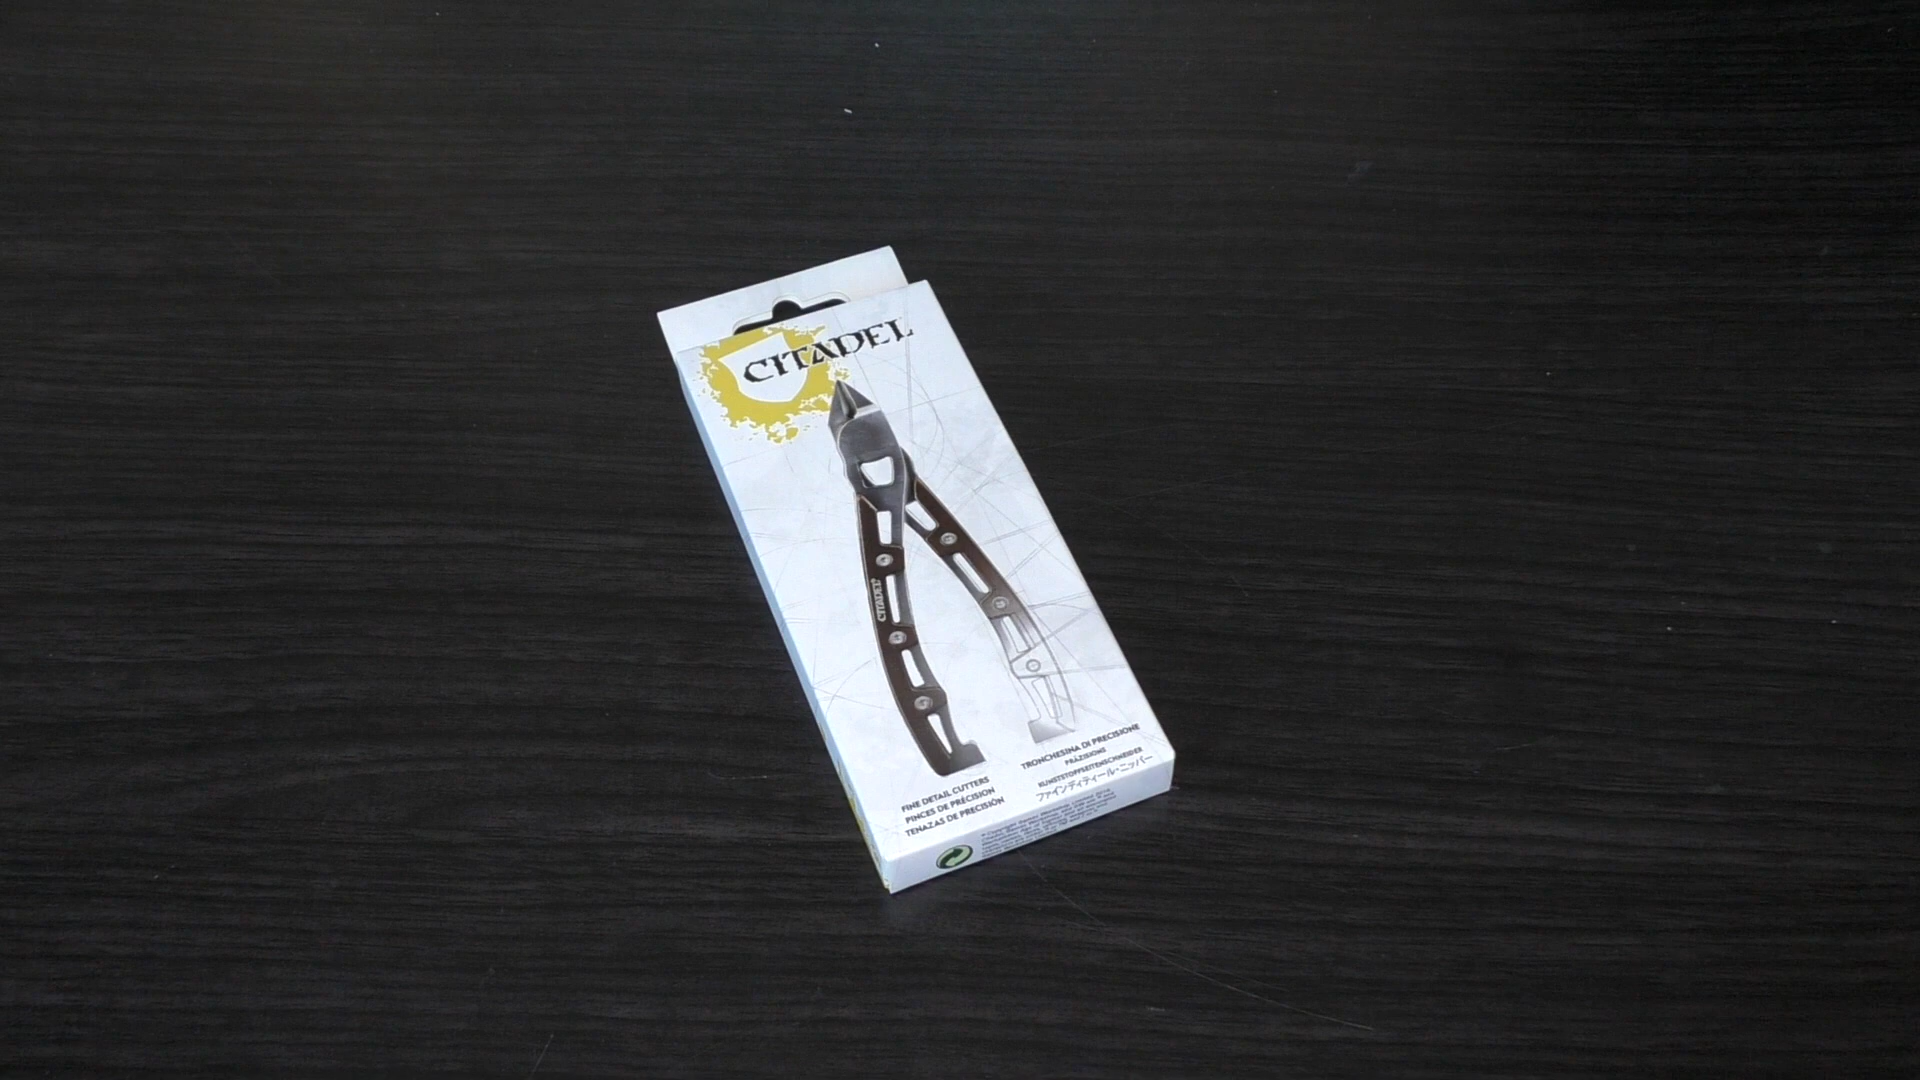 CITADEL
CITADEL
FINE DETAIL CUTTERS
PINCES DE PRÉCISION
TENAZAS DE PRECISIÓN
TRONCHESINA DI PRECISIONE
PRÄZISIONS
KUNSTSTOFFSEITENSCHNEIDER
ファインディティール・ニッパー